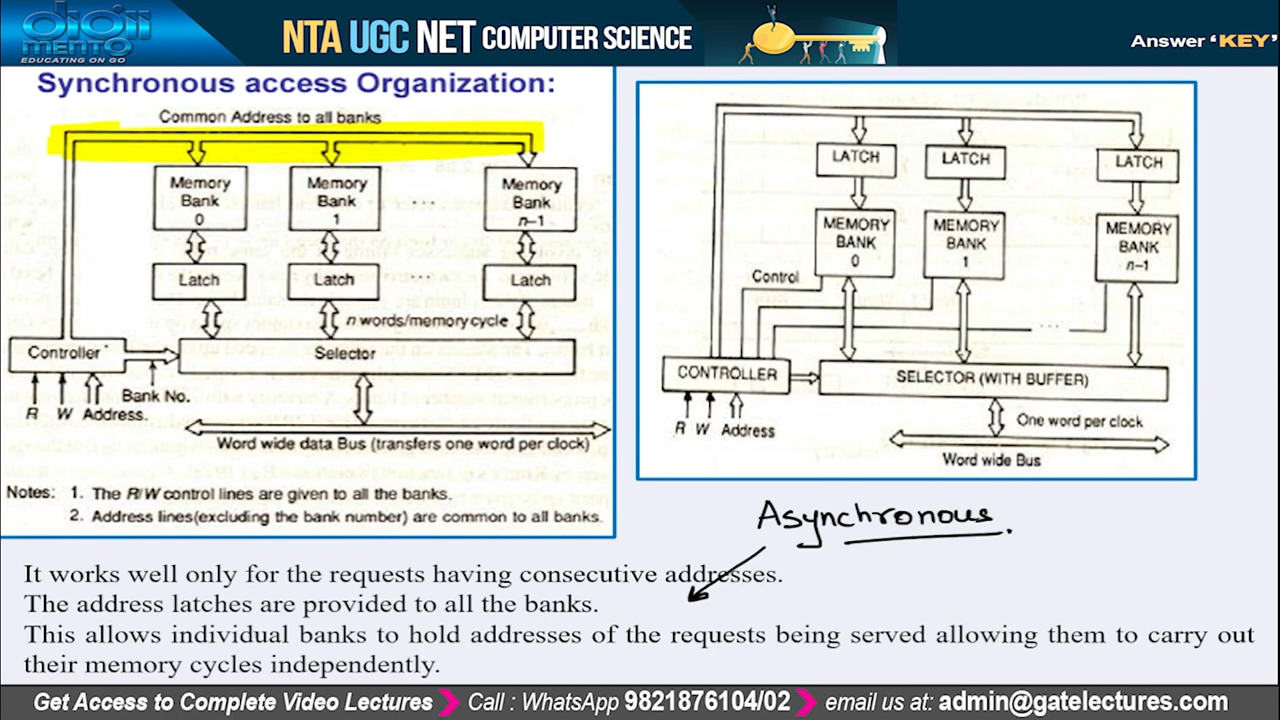 didii
MENTO
EDUCATING ON GO
NTA UGC NET COMPUTER SCIENCE
Answer ‘KEY’
Synchronous access Organization:
Common Address to all banks
Memory Bank 0
Memory Bank 1
....
Memory Bank n–1
Latch
Latch
Latch
n words/memory cycle
Controller
Selector
Bank No.
R W Address.
Word wide data Bus (transfers one word per clock)
Notes: 1. The R/W control lines are given to all the banks.
2. Address lines(excluding the bank number) are common to all banks.
LATCH
LATCH
LATCH
MEMORY BANK 0
MEMORY BANK 1
MEMORY BANK n–1
Control
....
CONTROLLER
SELECTOR (WITH BUFFER)
R W Address
One word per clock
Word wide Bus
Asynchronous.
It works well only for the requests having consecutive addresses.
The address latches are provided to all the banks.
This allows individual banks to hold addresses of the requests being served allowing them to carry out
their memory cycles independently.
Get Access to Complete Video Lectures Call : WhatsApp 9821876104/02 email us at: admin@gatelectures.com